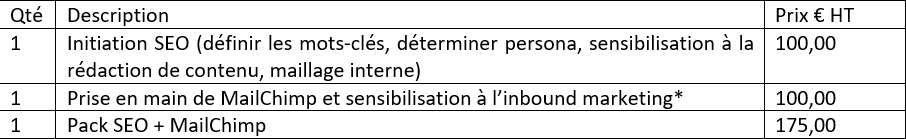 Qté Description Prix € HT
1 Initiation SEO (définir les mots-clés, déterminer persona, sensibilisation à la 100,00
rédaction de contenu, maillage interne)
1 Prise en main de MailChimp et sensibilisation à l’inbound marketing* 100,00
1 Pack SEO + MailChimp 175,00